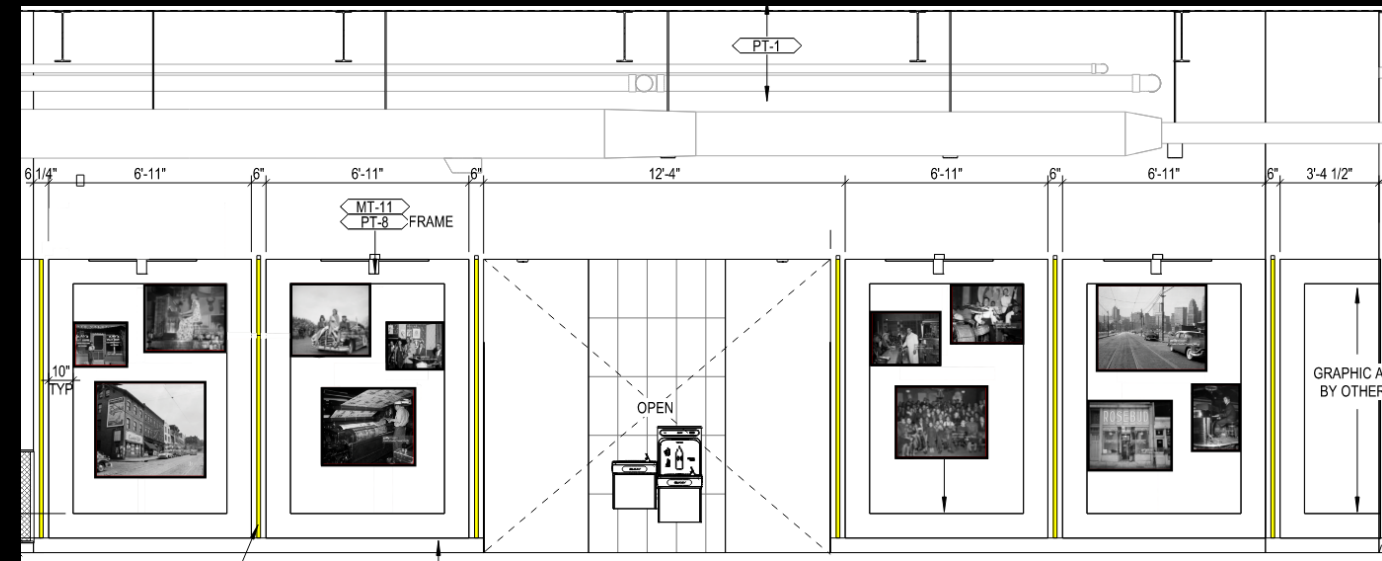 PT-1
6 1/4"
6'-11"
6"
6'-11"
6"
12'-4"
6'-11"
6"
6'-11"
6"
3'-4 1/2"
MT-11
PT-8 FRAME
10"
TYP
GRAPHIC A
BY OTHER
OPEN
ROSEBUD